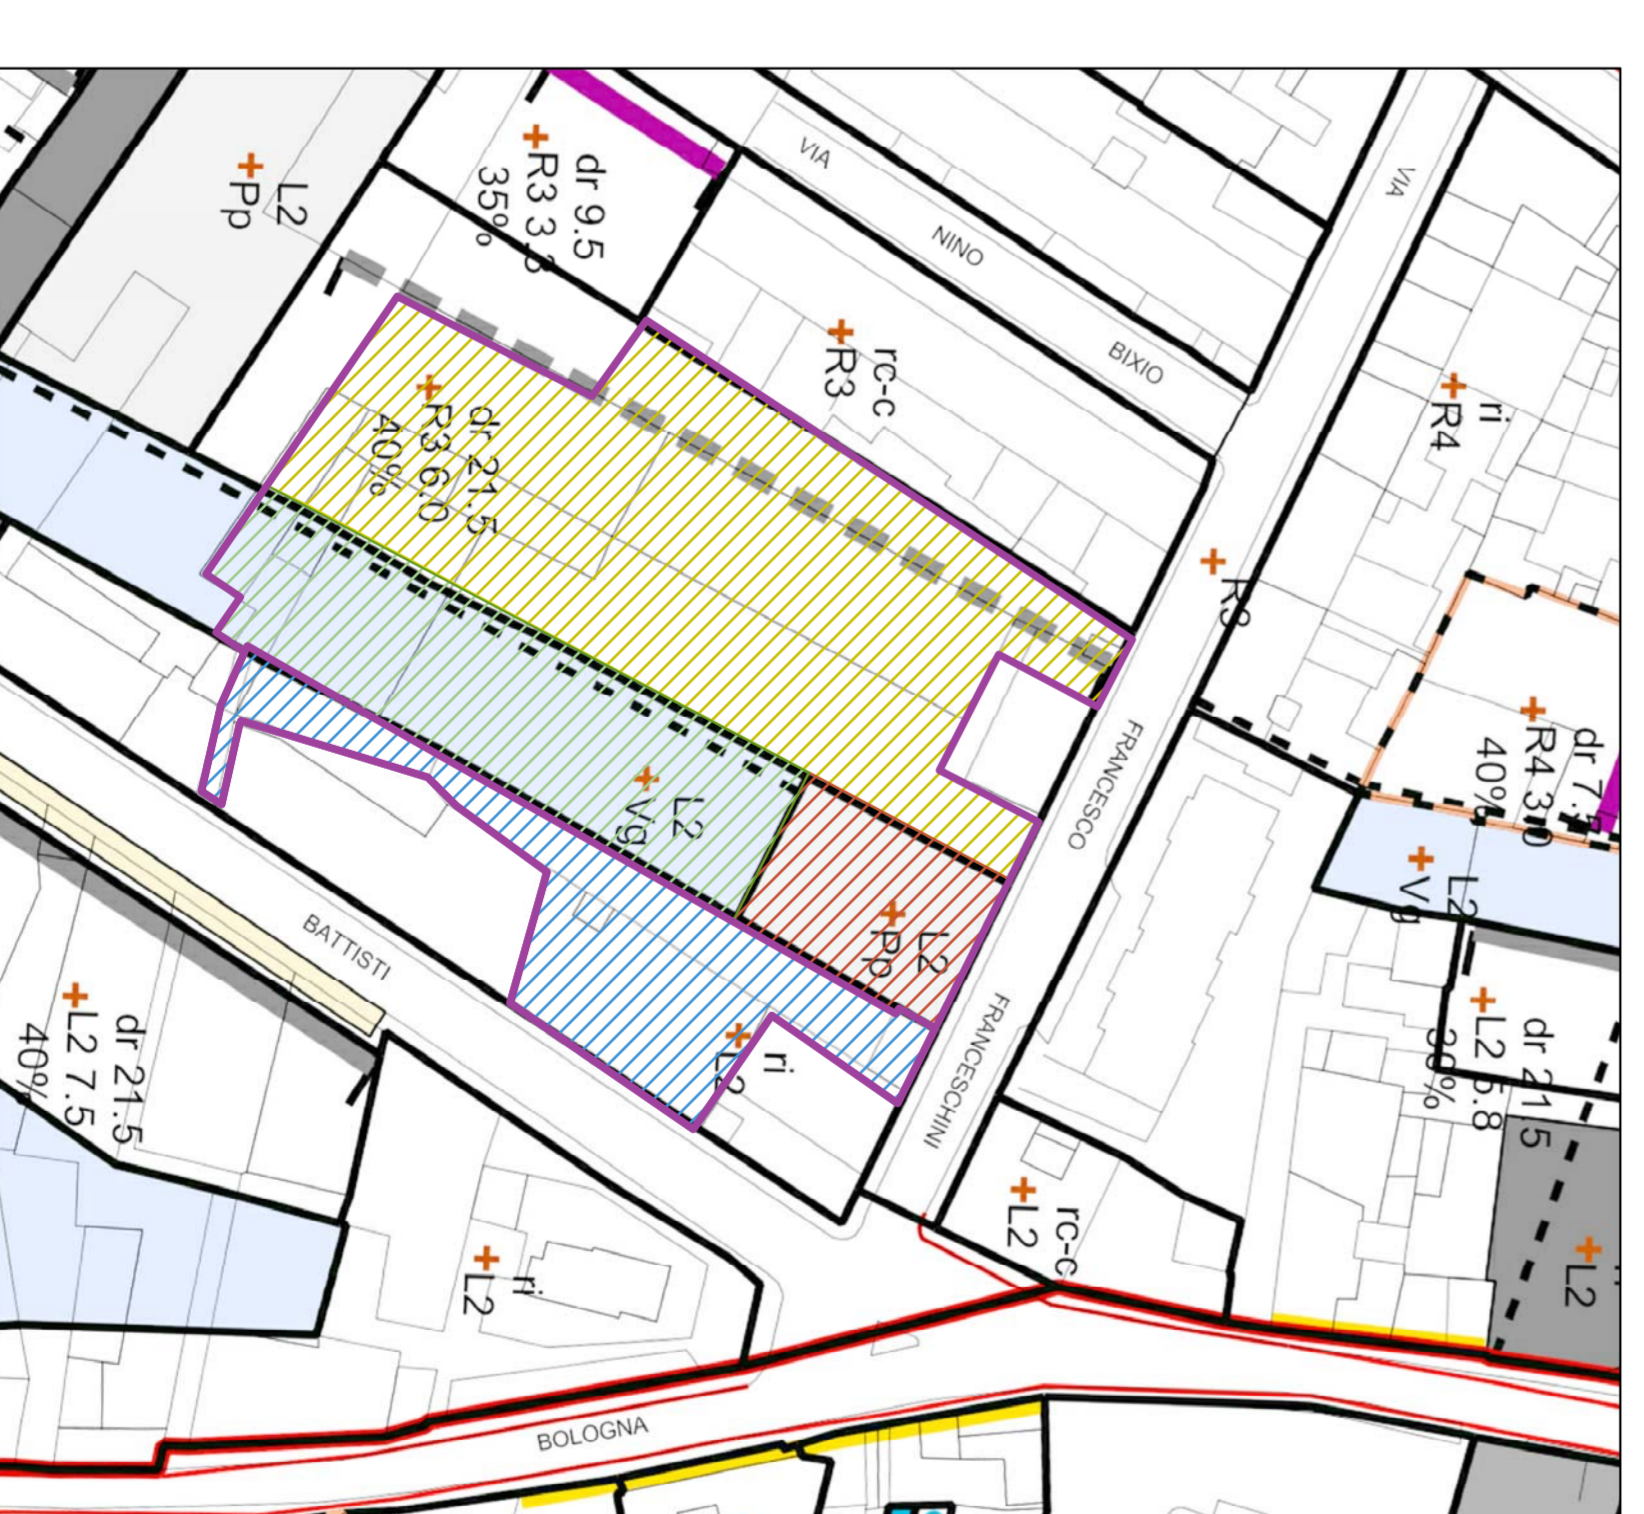 VIA
VIA
dr 9.5
R3 3.3
35%
L2
Pp
NINO
BIXIO
rc-c
R3
ri
R4
dr 21.5
R3 6.0
40%
R3
dr 7.5
R4 3.0
40%
FRANCESCO
L2
Vg
L2
Vg
L2
Pp
BATTISTI
FRANCESCHINI
dr 21.5
L2 7.5
40%
ri
L2
dr 21.5
L2 5.8
30%
rc-c
L2
ri
L2
L2
BOLOGNA